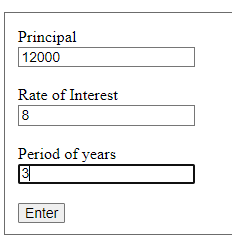 Principal
12000
Rate of Interest
8
Period of years
3
Enter